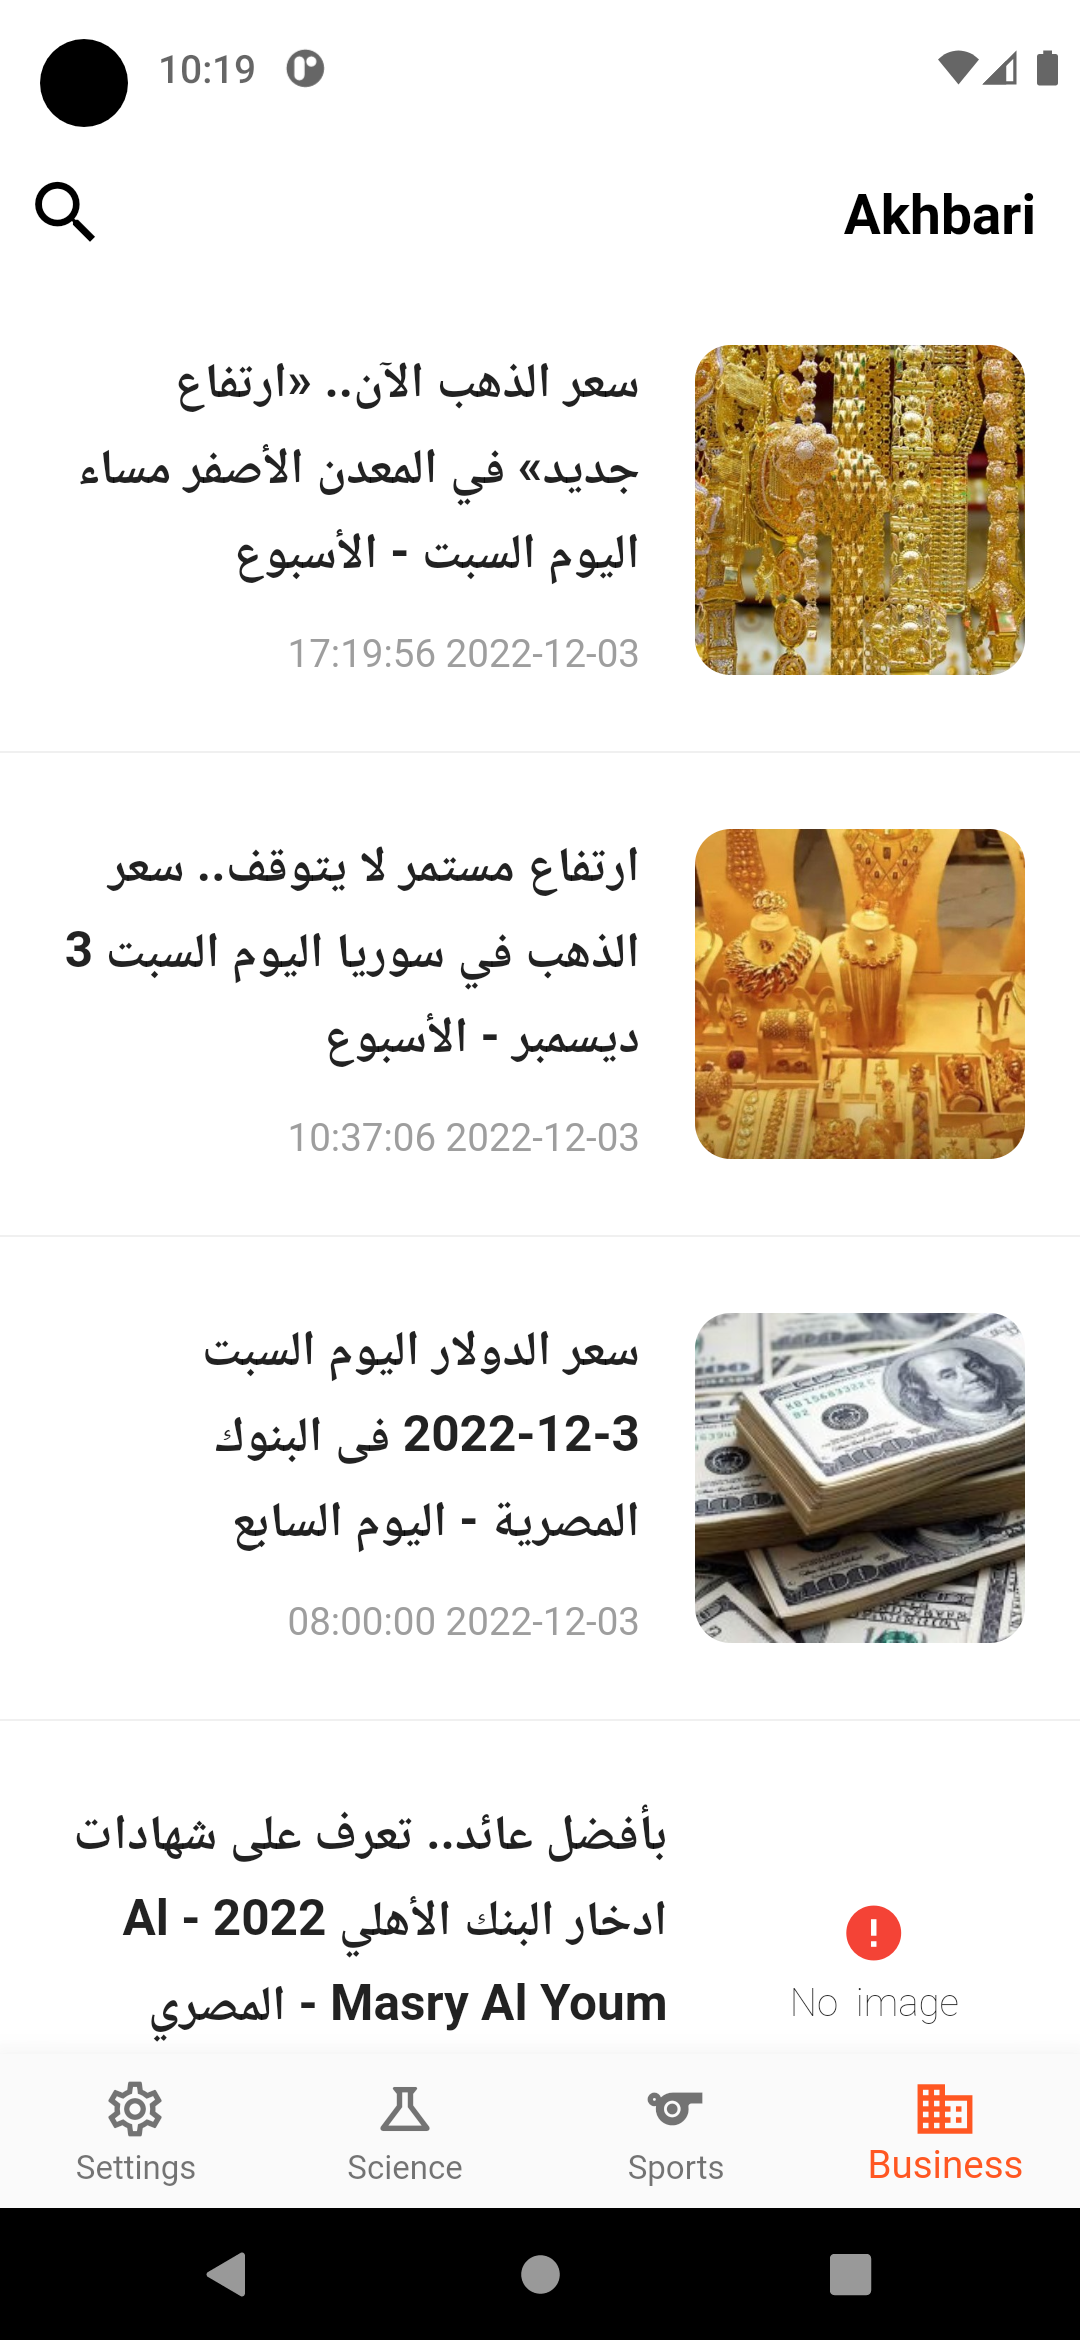 10:19
Akhbari
سعر الذهب الآن.. «ارتفاع
جديد» في المعدن الأصفر مساء
اليوم السبت - الأسبوع
17:19:56 2022-12-03
ارتفاع مستمر لا يتوقف.. سعر
الذهب في سوريا اليوم السبت 3
ديسمبر - الأسبوع
10:37:06 2022-12-03
سعر الدولار اليوم السبت
2022-12-3 فى البنوك
المصرية - اليوم السابع
08:00:00 2022-12-03
بأفضل عائد.. تعرف على شهادات
ادخار البنك الأهلي 2022 - Al
Masry Al Youm - المصري
No image
Settings
Science
Sports
Business